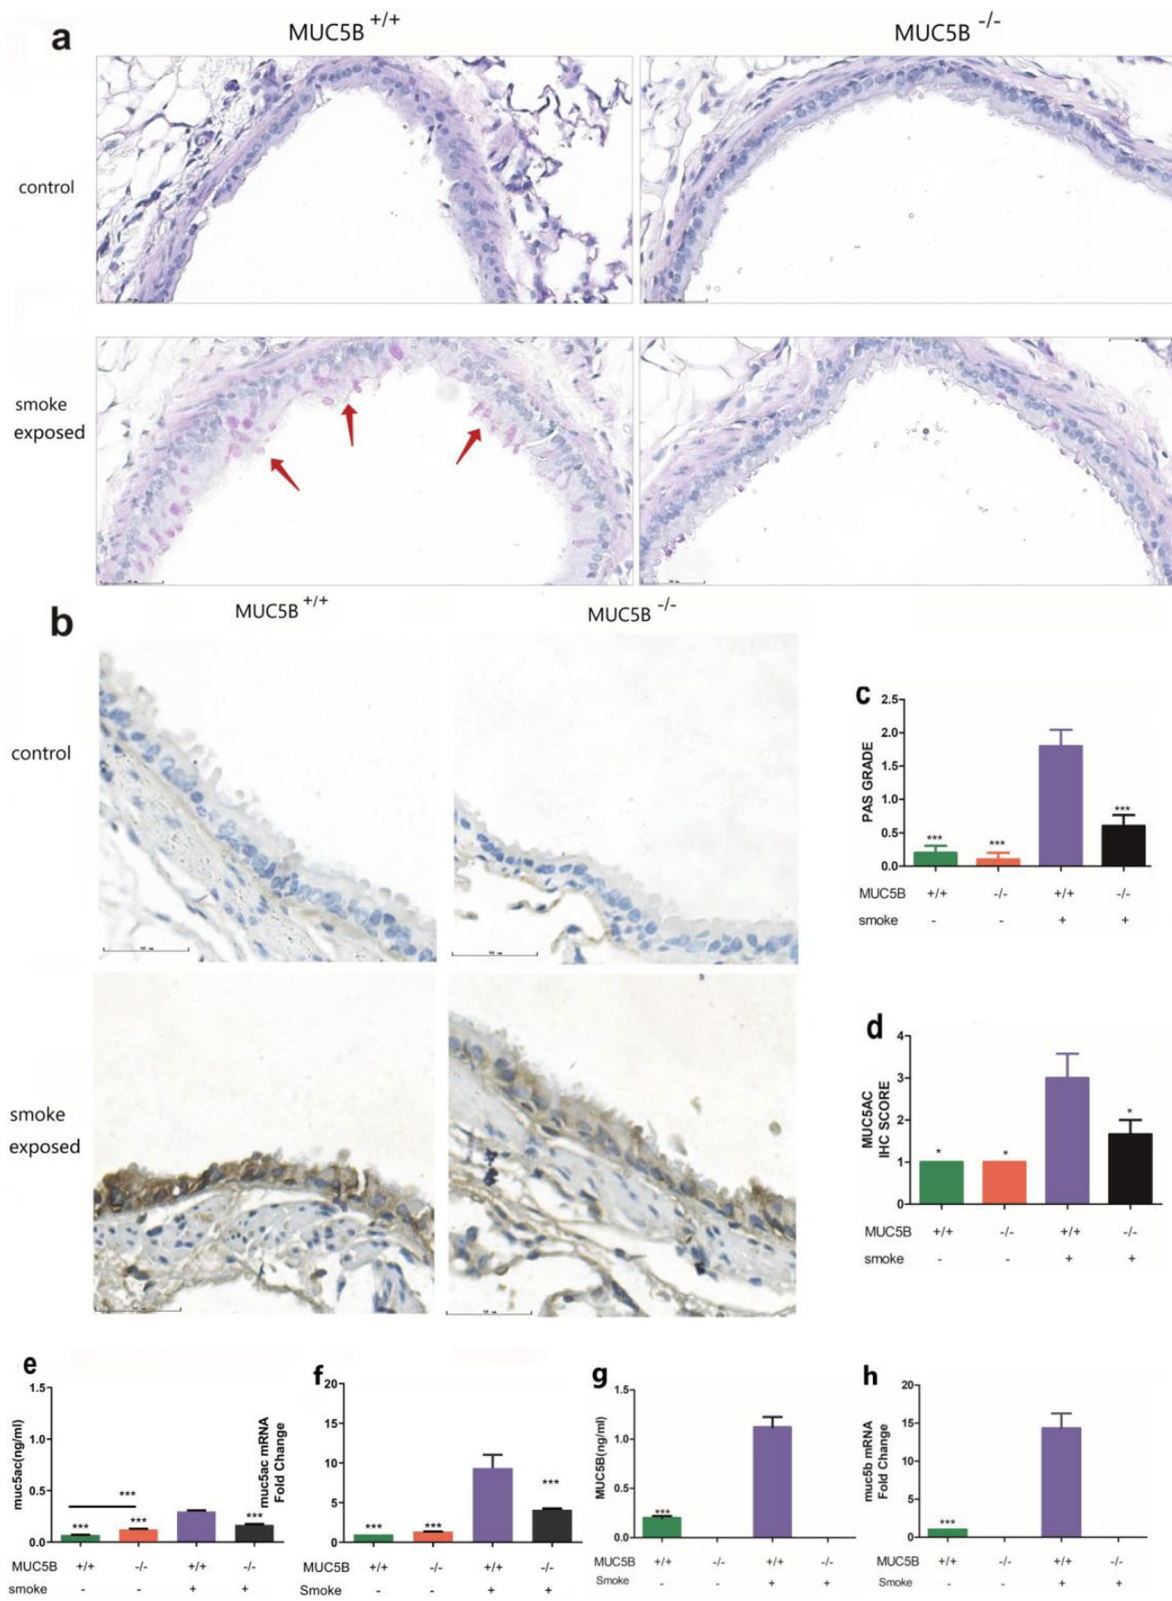 a
MUC5B +/+
MUC5B -/-
control
smoke
exposed
b
MUC5B +/+
MUC5B -/-
control
smoke
exposed
c
PAS GRADE
2.5
2.0
1.5
1.0
0.5
0.0
***
***
***
MUC5B +/+ -/- +/+ -/-
smoke - - + +
d
MUC5AC
IHC SCORE
4
3
2
1
0
*
*
*
MUC5B +/+ -/- +/+ -/-
smoke - - + +
e
muc5ac(ng/ml)
1.5
1.0
0.5
0.0
***
***
***
***
MUC5B +/+ -/- +/+ -/-
smoke - - + +
f
muc5ac mRNA
Fold Change
20
15
10
5
0
***
***
***
MUC5B +/+ -/- +/+ -/-
Smoke - - + +
g
MUC5B(ng/ml)
1.5
1.0
0.5
0.0
***
MUC5B +/+ -/- +/+ -/-
Smoke - - + +
h
muc5b mRNA
Fold Change
20
15
10
5
0
***
MUC5B +/+ -/- +/+ -/-
Smoke - - + +